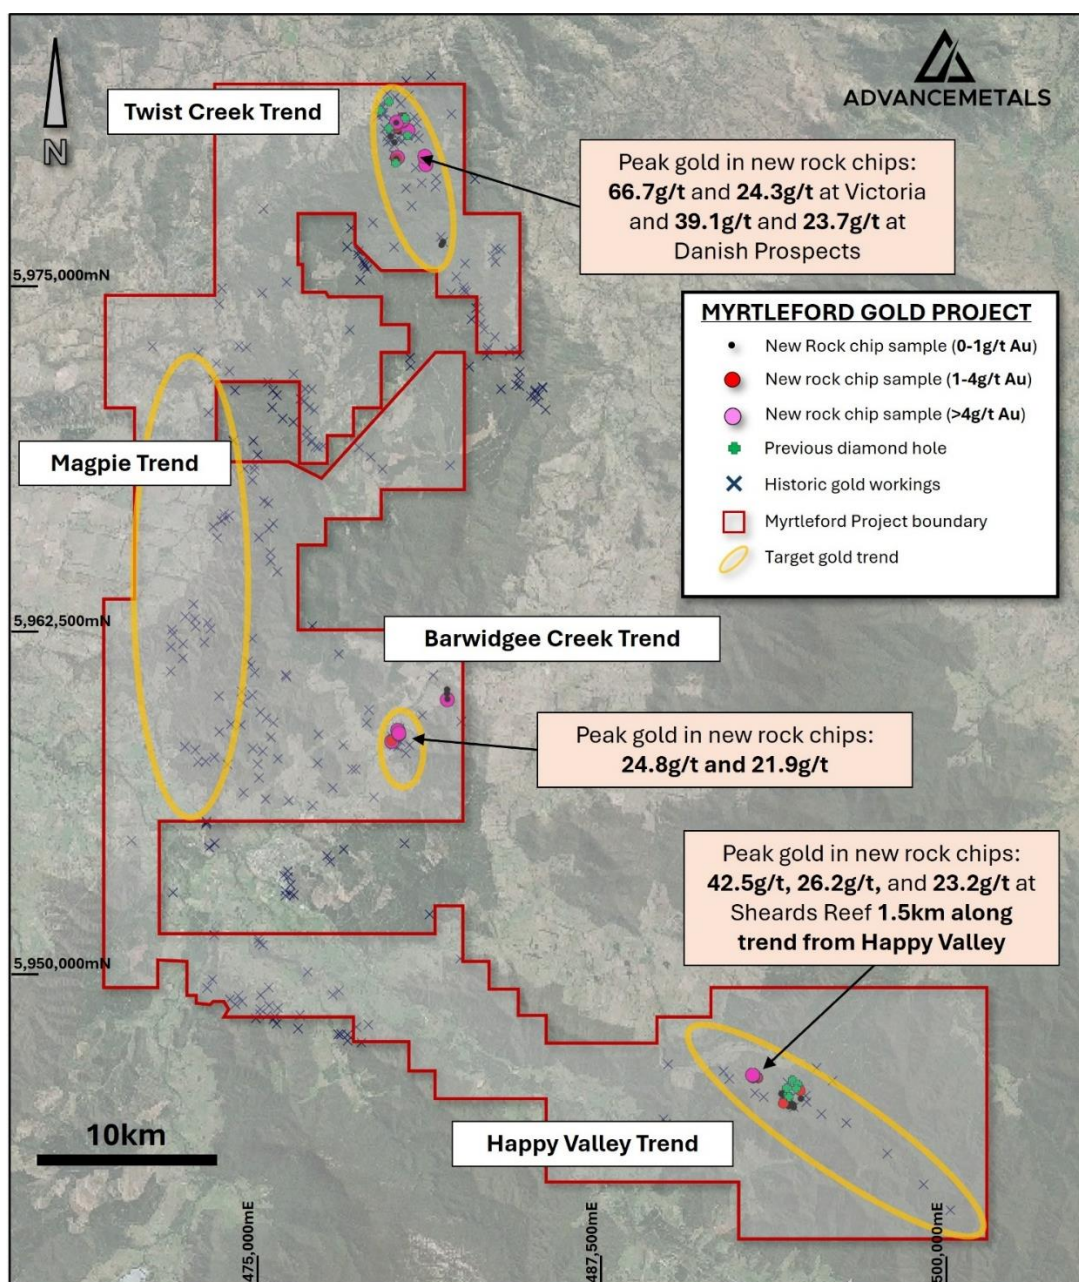 ADVANCEMETALS
N
Twist Creek Trend
Peak gold in new rock chips:
66.7g/t and 24.3g/t at Victoria
and 39.1g/t and 23.7g/t at
Danish Prospects
5,975,000mN
MYRTLEFORD GOLD PROJECT
New Rock chip sample (0-1g/t Au)
New rock chip sample (1-4g/t Au)
New rock chip sample (>4g/t Au)
Previous diamond hole
Historic gold workings
Myrtleford Project boundary
Target gold trend
Magpie Trend
5,962,500mN
Barwidgee Creek Trend
Peak gold in new rock chips:
24.8g/t and 21.9g/t
Peak gold in new rock chips:
42.5g/t, 26.2g/t, and 23.2g/t at
Sheards Reef 1.5km along
trend from Happy Valley
5,950,000mN
10km
Happy Valley Trend
475,000mE
487,500mE
500,000mE